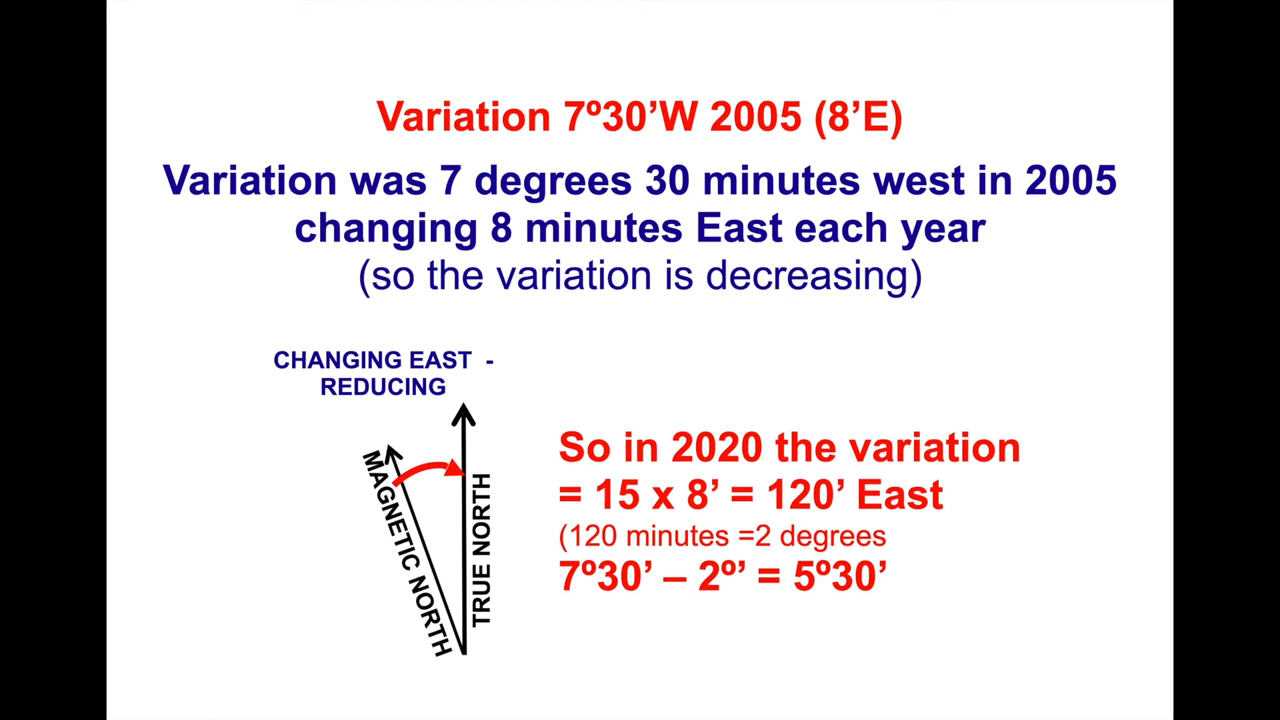 Variation 7º30’W 2005 (8’E)
Variation was 7 degrees 30 minutes west in 2005
changing 8 minutes East each year
(so the variation is decreasing)
CHANGING EAST -
REDUCING
MAGNETIC NORTH
TRUE NORTH
So in 2020 the variation
= 15 x 8’ = 120’ East
(120 minutes =2 degrees
7º30’ – 2º’ = 5º30’